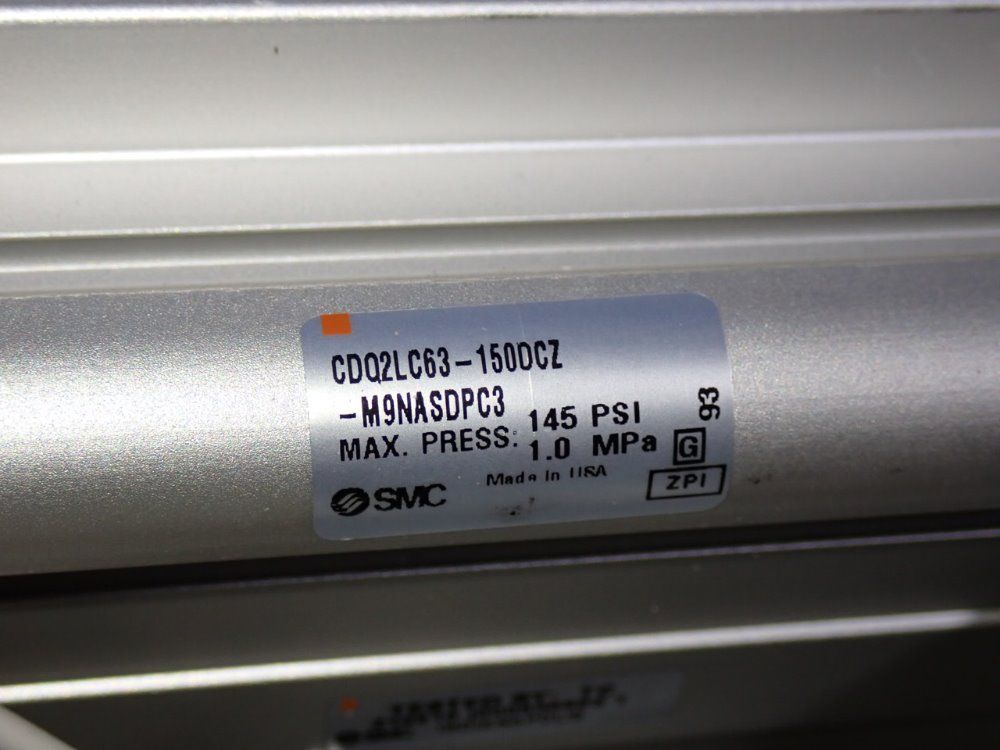 CDQ2LC63-150DCZ
-M9NASDPC3
MAX. PRESS: 145 PSI
1.0 MPa
93
G
Made In USA
ZPI
SMC